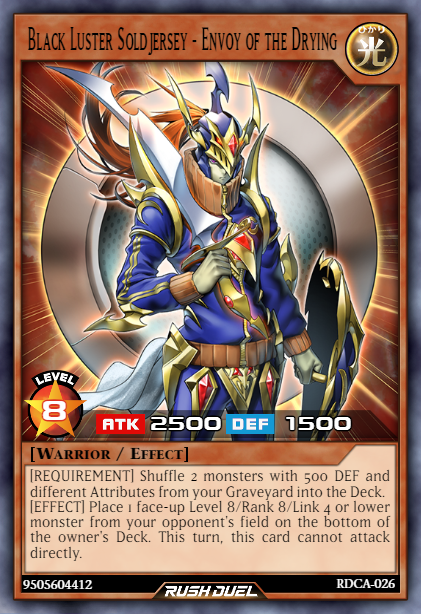 Black Luster Soldjersey - Envoy of the Drying
ひかり
光
LEVEL
8
ATK 2500 DEF 1500
[Warrior / Effect]
[REQUIREMENT] Shuffle 2 monsters with 500 DEF and
different Attributes from your Graveyard into the Deck.
[EFFECT] Place 1 face-up Level 8/Rank 8/Link 4 or lower
monster from your opponent's field on the bottom of
the owner's Deck. This turn, this card cannot attack
directly.
9505604412
RUSH DUEL
RDCA-026